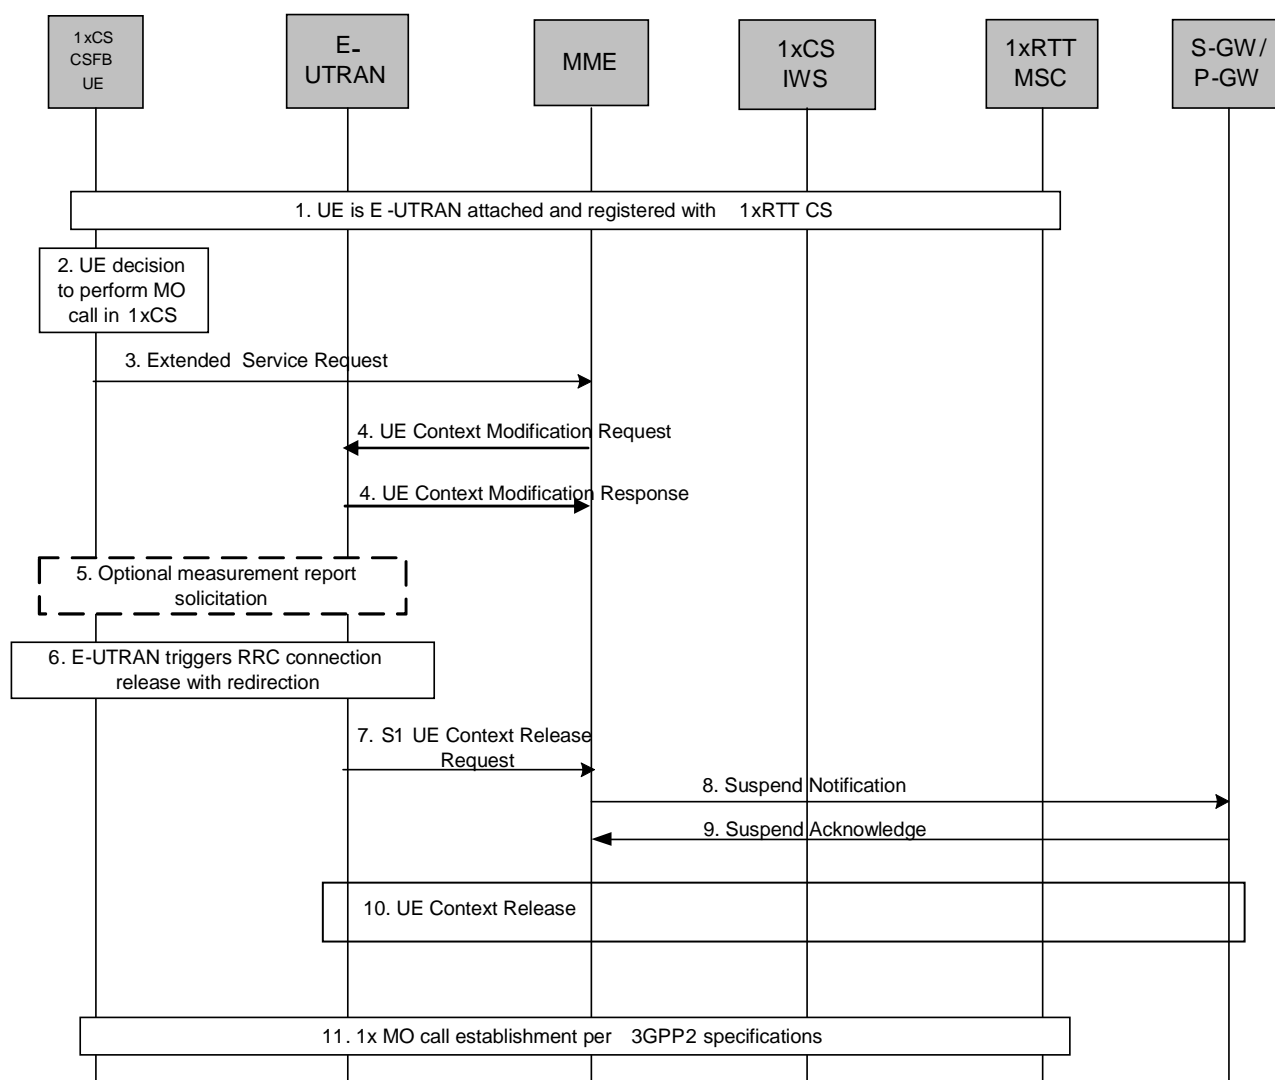 1xCS
CSFB
UE
E-
UTRAN
MME
1xCS
IWS
1xRTT
MSC
S-GW/
P-GW
1. UE is E-UTRAN attached and registered with 1xRTT CS
2. UE decision
to perform MO
call in 1xCS
3. Extended Service Request
4. UE Context Modification Request
4. UE Context Modification Response
5. Optional measurement report
solicitation
6. E-UTRAN triggers RRC connection
release with redirection
7. S1 UE Context Release
Request
8. Suspend Notification
9. Suspend Acknowledge
10. UE Context Release
11. 1x MO call establishment per 3GPP2 specifications